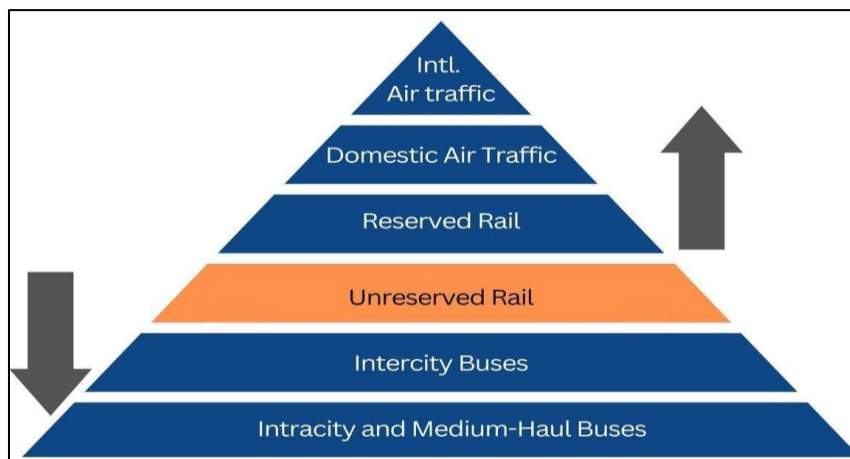 Intl.
Air traffic
Domestic Air Traffic
Reserved Rail
Unreserved Rail
Intercity Buses
Intracity and Medium-Haul Buses